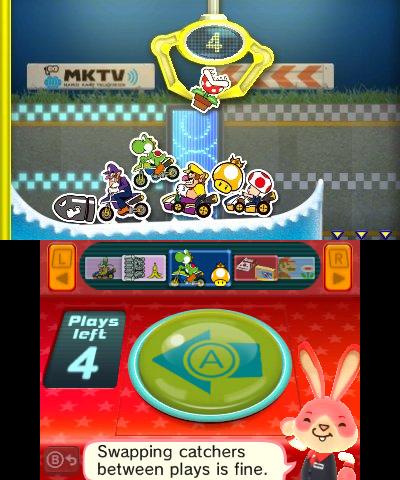 4
MKTV
MARIO KART TELEVISION
L
R
Plays
left
4
A
B
Swapping catchers
between plays is fine.